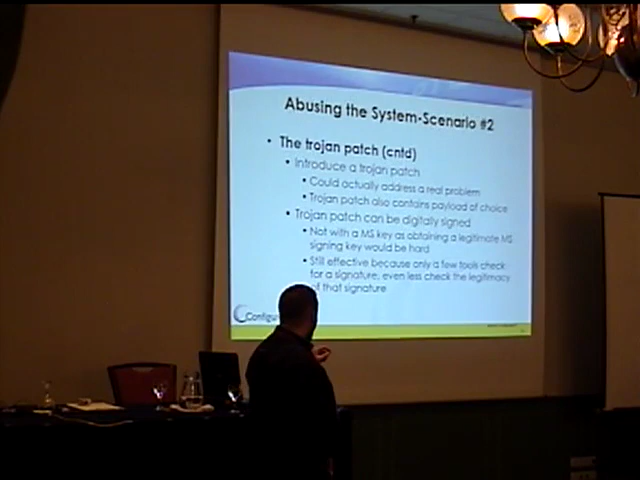 Abusing the System-Scenario #2
• The trojan patch (cntd)
• Introduce a trojan patch
• Could actually address a real problem
• Trojan patch also contains payload of choice
• Trojan patch can be digitally signed
• Not with a MS key as obtaining a legitimate MS
signing key would be hard
• Still effective because only a few tools check
for a signature, even less check the legitimacy
of that signature